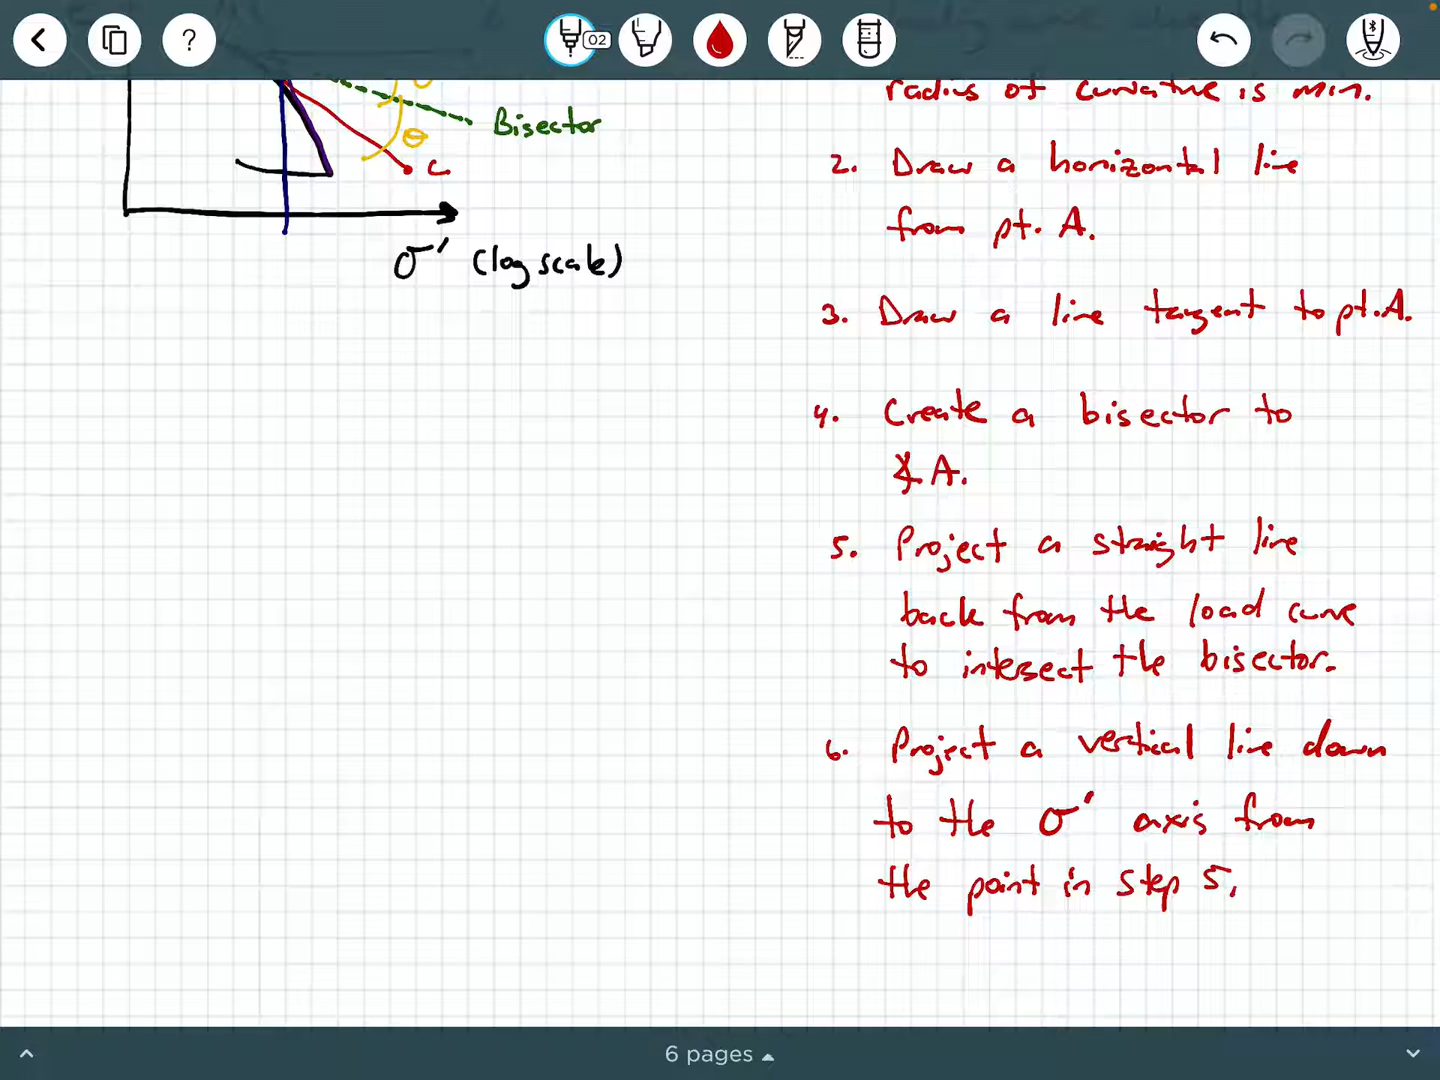 ?
02
Bisector
θ
c
σ' (log scale)
radius of curvature is min.
2. Draw a horizontal line
from pt. A.
3. Draw a line tangent to pt. A.
4. Create a bisector to
∡ A.
5. Project a straight line
back from the load curve
to intersect the bisector.
6. Project a vertical line down
to the σ' axis from
the point in step 5.
6 pages